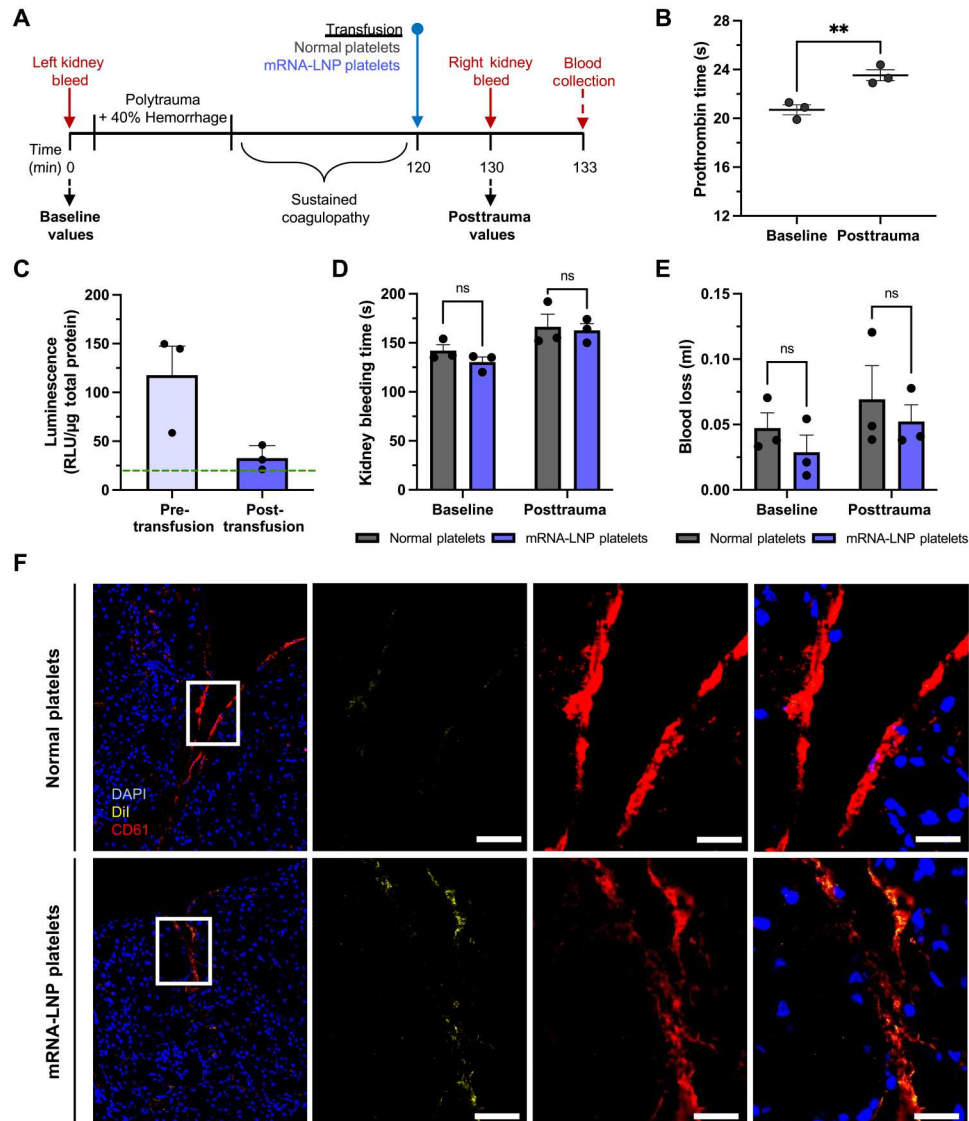 A
Transfusion
Normal platelets
mRNA-LNP platelets
Left kidney
bleed
Right kidney
bleed
Blood
collection
Polytrauma
+ 40% Hemorrhage
Time
(min)
0
120
130
133
Sustained
coagulopathy
Baseline
values
Posttrauma
values
B
**
Prothrombin time (s)
28
24
20
16
12
Baseline
Posttrauma
C
Luminescence
(RLU/μg total protein)
200
150
100
50
0
Pre-
transfusion
Post-
transfusion
D
ns
ns
Kidney bleeding time (s)
200
150
100
50
0
Baseline
Posttrauma
Normal platelets
mRNA-LNP platelets
E
ns
ns
Blood loss (ml)
0.15
0.10
0.05
0.00
Baseline
Posttrauma
Normal platelets
mRNA-LNP platelets
F
Normal platelets
DAPI
DiI
CD61
mRNA-LNP platelets